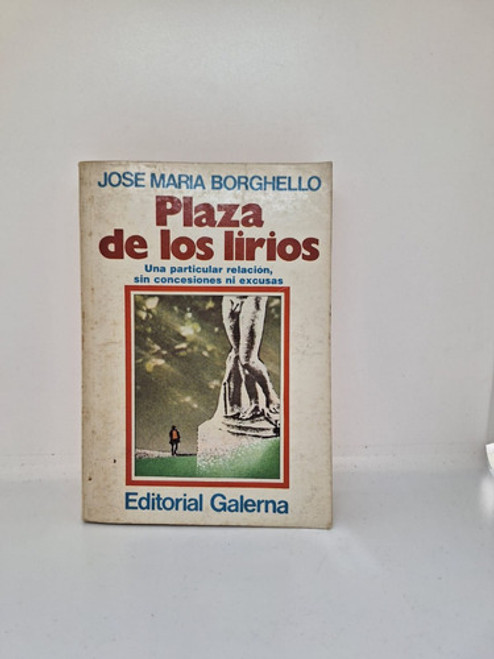 JOSE MARIA BORGHELLO
Plaza
de los lirios
Una particular relación,
sin concesiones ni excusas
Editorial Galerna